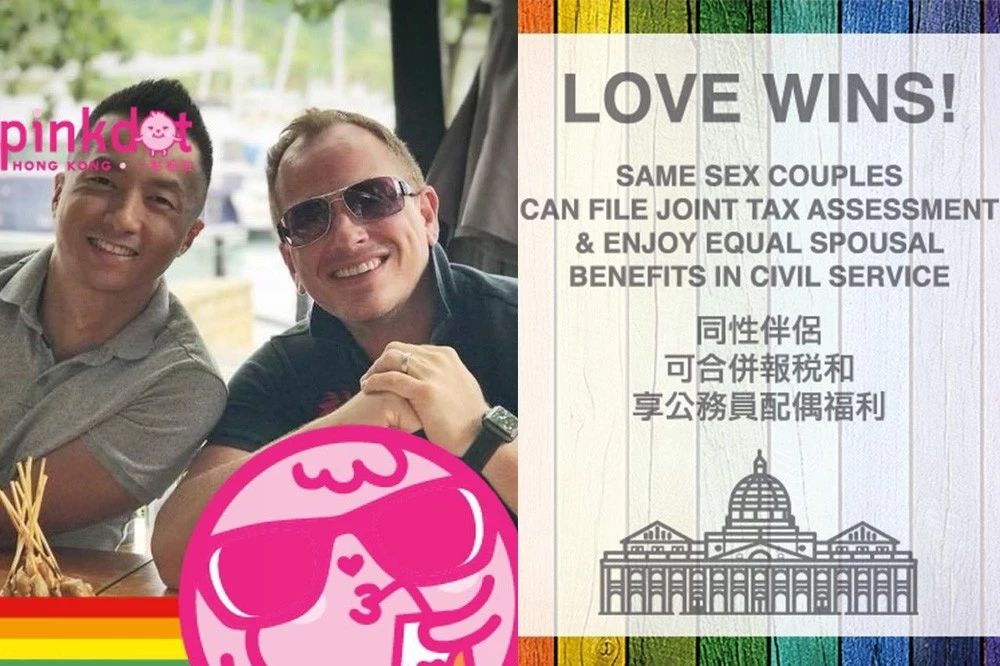 pinkdot
HONG KONG
LOVE WINS!
SAME SEX COUPLES
CAN FILE JOINT TAX ASSESSMENT
& ENJOY EQUAL SPOUSAL
BENEFITS IN CIVIL SERVICE
同性伴侶
可合併報税和
享公務員配偶福利